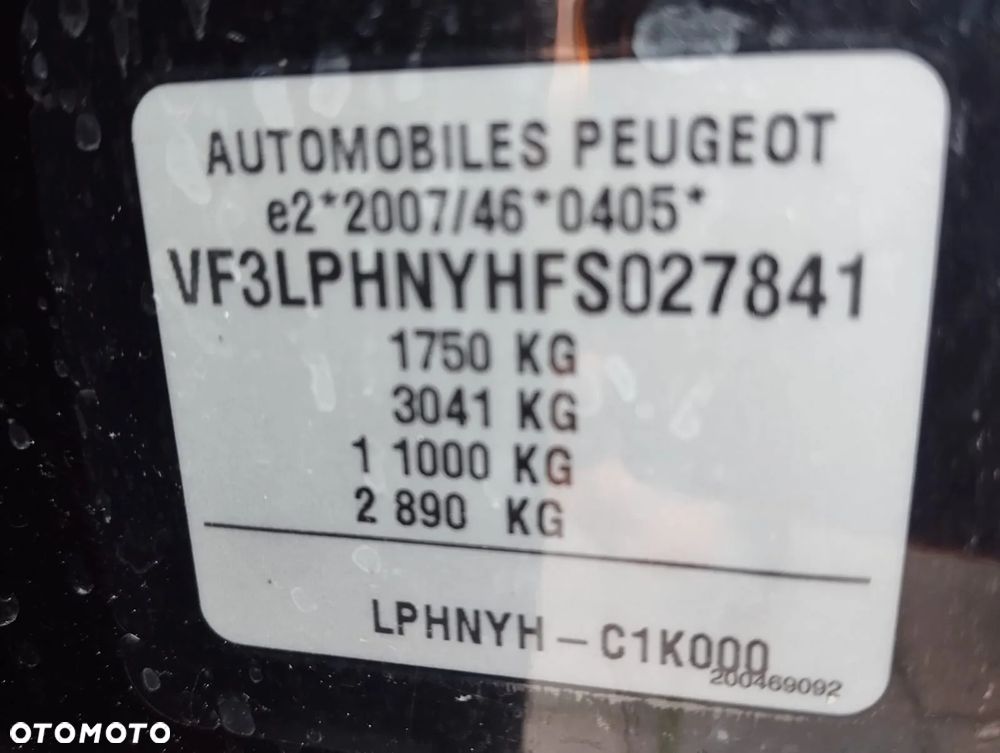 AUTOMOBILES PEUGEOT
e2*2007/46*0405*
VF3LPHNYHFS027841
1750 KG
3041 KG
1 1000 KG
2 890 KG
LPHNYH – C1K000
200469092
OTOMOTO